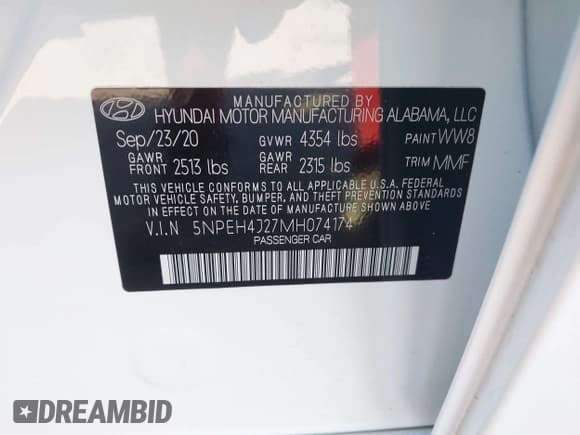 MANUFACTURED BY
HYUNDAI MOTOR MANUFACTURING ALABAMA, LLC
Sep/23/20 GVWR 4354 lbs PAINT WW8
GAWR FRONT 2513 lbs GAWR REAR 2315 lbs TRIM MMF
THIS VEHICLE CONFORMS TO ALL APPLICABLE U.S.A. FEDERAL
MOTOR VEHICLE SAFETY, BUMPER, AND THEFT PREVENTION STANDARDS
IN EFFECT ON THE DATE OF MANUFACTURE SHOWN ABOVE.
V.I.N 5NPEH4J27MH074174
PASSENGER CAR
DREAMBID